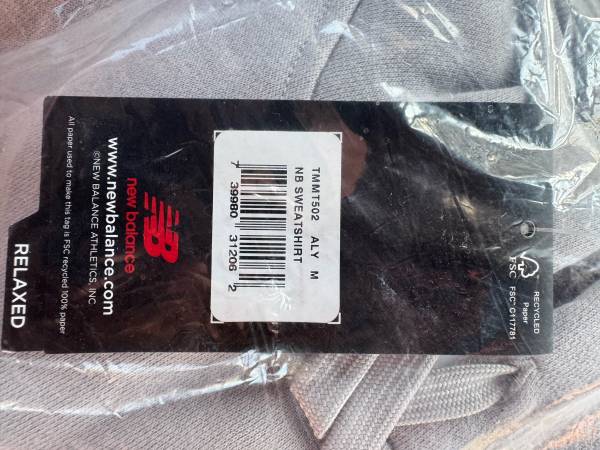 RECYCLED
Paper
FSC
FSC® C117781
TMMT502 ALY M
NB SWEATSHIRT
7 39980 31206 2
new balance
www.newbalance.com
©NEW BALANCE ATHLETICS, INC.
All paper used to make this tag is FSC recycled 100% paper
RELAXED